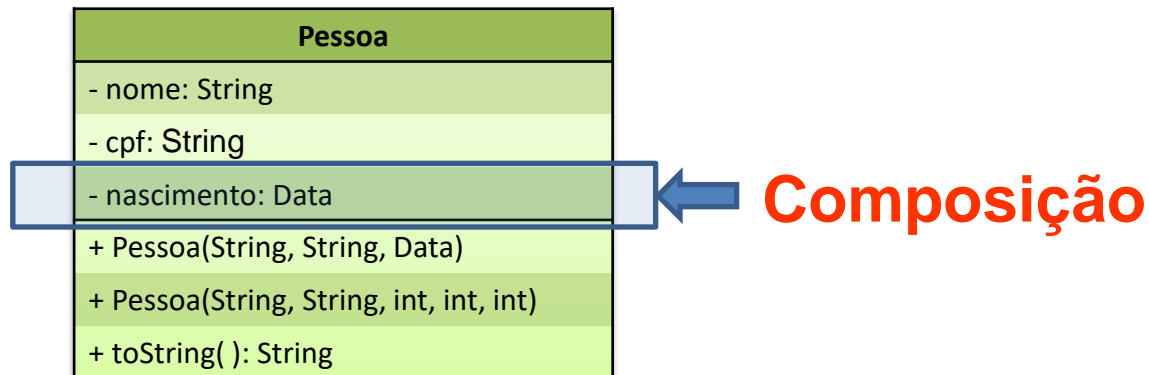 Pessoa
- nome: String
- cpf: String
- nascimento: Data
Composição
+ Pessoa(String, String, Data)
+ Pessoa(String, String, int, int, int)
+ toString( ): String